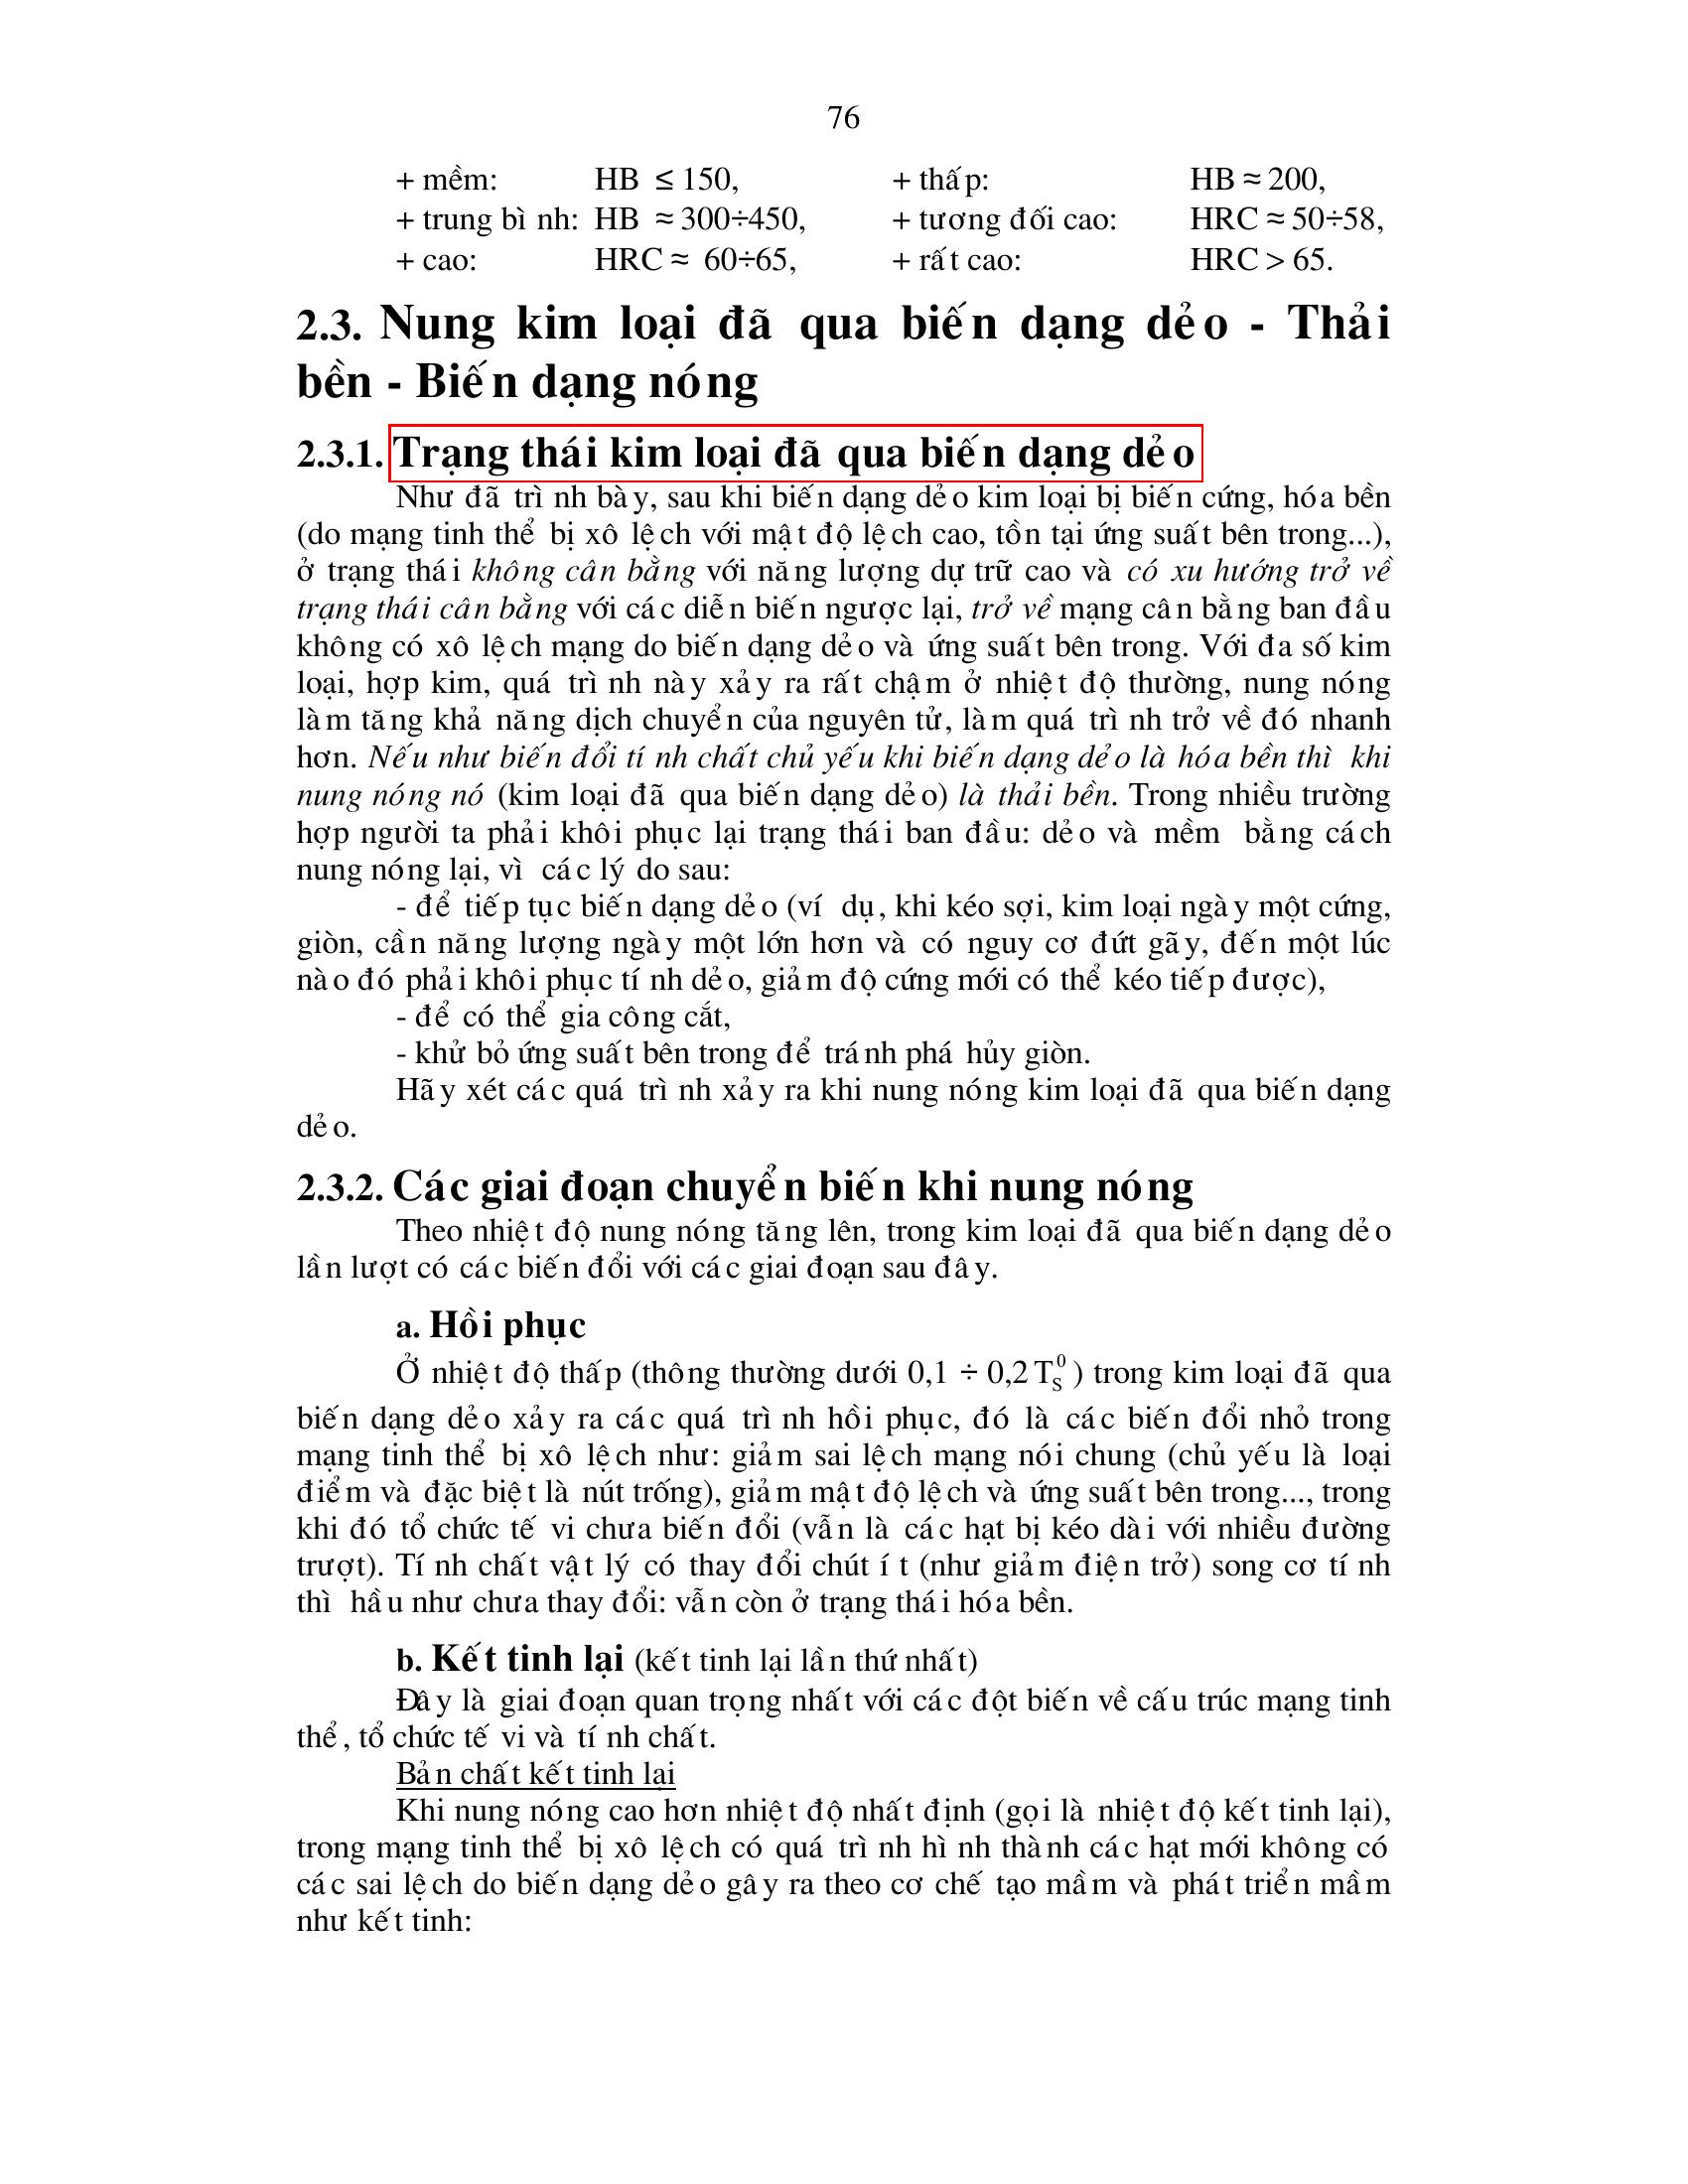 76
+ mềm: HB ≤ 150, + thấp: HB ≈ 200,
+ trung bình: HB ≈ 300÷450, + tương đối cao: HRC ≈ 50÷58,
+ cao: HRC ≈ 60÷65, + rất cao: HRC > 65.
2.3. Nung kim loại đã qua biến dạng dẻo - Thải
bền - Biến dạng nóng
2.3.1. Trạng thái kim loại đã qua biến dạng dẻo
Như đã trình bày, sau khi biến dạng dẻo kim loại bị biến cứng, hóa bền
(do mạng tinh thể bị xô lệch với mật độ lệch cao, tồn tại ứng suất bên trong...),
ở trạng thái không cân bằng với năng lượng dự trữ cao và có xu hướng trở về
trạng thái cân bằng với các diễn biến ngược lại, trở về mạng cân bằng ban đầu
không có xô lệch mạng do biến dạng dẻo và ứng suất bên trong. Với đa số kim
loại, hợp kim, quá trình này xảy ra rất chậm ở nhiệt độ thường, nung nóng
làm tăng khả năng dịch chuyển của nguyên tử, làm quá trình trở về đó nhanh
hơn. Nếu như biến đổi tính chất chủ yếu khi biến dạng dẻo là hóa bền thì khi
nung nóng nó (kim loại đã qua biến dạng dẻo) là thải bền. Trong nhiều trường
hợp người ta phải khôi phục lại trạng thái ban đầu: dẻo và mềm bằng cách
nung nóng lại, vì các lý do sau:
- để tiếp tục biến dạng dẻo (ví dụ, khi kéo sợi, kim loại ngày một cứng,
giòn, cần năng lượng ngày một lớn hơn và có nguy cơ đứt gãy, đến một lúc
nào đó phải khôi phục tính dẻo, giảm độ cứng mới có thể kéo tiếp được),
- để có thể gia công cắt,
- khử bỏ ứng suất bên trong để tránh phá hủy giòn.
Hãy xét các quá trình xảy ra khi nung nóng kim loại đã qua biến dạng
dẻo.
2.3.2. Các giai đoạn chuyển biến khi nung nóng
Theo nhiệt độ nung nóng tăng lên, trong kim loại đã qua biến dạng dẻo
lần lượt có các biến đổi với các giai đoạn sau đây.
a. Hồi phục
Ở nhiệt độ thấp (thông thường dưới 0,1 ÷ 0,2 T_S^0 ) trong kim loại đã qua
biến dạng dẻo xảy ra các quá trình hồi phục, đó là các biến đổi nhỏ trong
mạng tinh thể bị xô lệch như: giảm sai lệch mạng nói chung (chủ yếu là loại
điểm và đặc biệt là nút trống), giảm mật độ lệch và ứng suất bên trong..., trong
khi đó tổ chức tế vi chưa biến đổi (vẫn là các hạt bị kéo dài với nhiều đường
trượt). Tính chất vật lý có thay đổi chút ít (như giảm điện trở) song cơ tính
thì hầu như chưa thay đổi: vẫn còn ở trạng thái hóa bền.
b. Kết tinh lại (kết tinh lại lần thứ nhất)
Đây là giai đoạn quan trọng nhất với các đột biến về cấu trúc mạng tinh
thể, tổ chức tế vi và tính chất.
Bản chất kết tinh lại
Khi nung nóng cao hơn nhiệt độ nhất định (gọi là nhiệt độ kết tinh lại),
trong mạng tinh thể bị xô lệch có quá trình hình thành các hạt mới không có
các sai lệch do biến dạng dẻo gây ra theo cơ chế tạo mầm và phát triển mầm
như kết tinh: